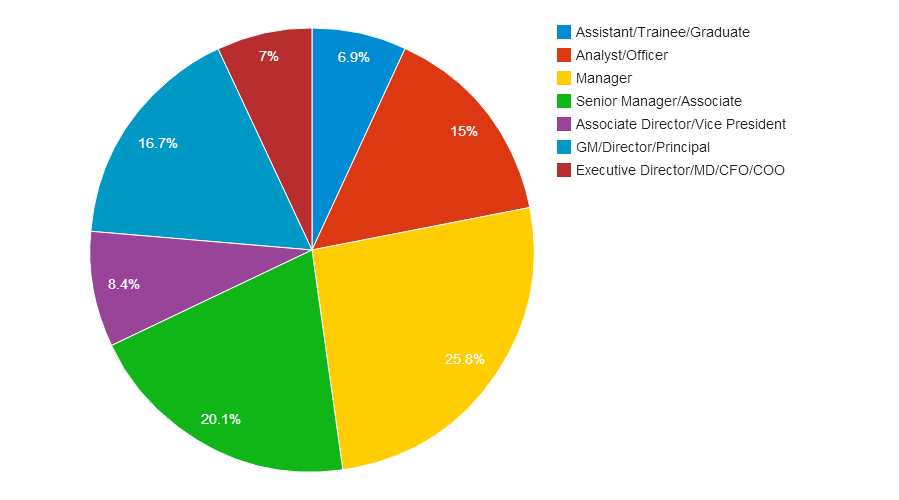 7%
6.9%
15%
16.7%
8.4%
25.8%
20.1%
Assistant/Trainee/Graduate
Analyst/Officer
Manager
Senior Manager/Associate
Associate Director/Vice President
GM/Director/Principal
Executive Director/MD/CFO/COO